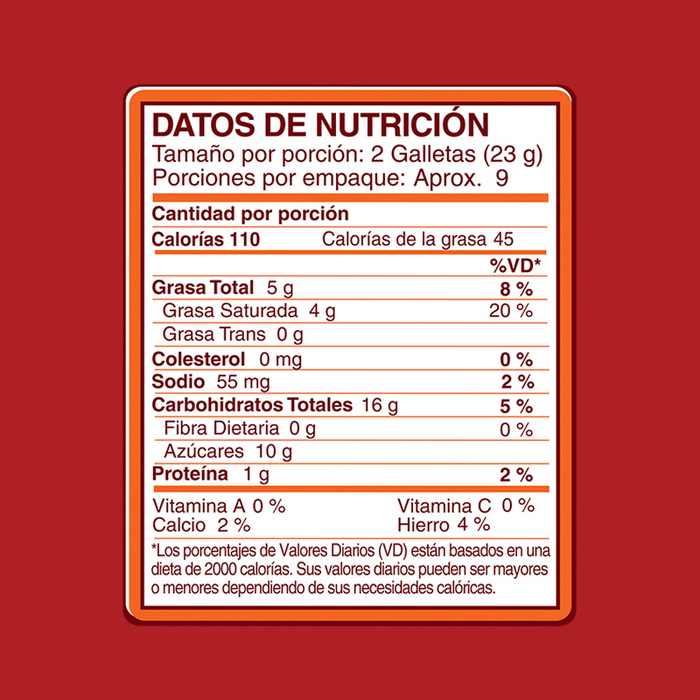 DATOS DE NUTRICIÓN
Tamaño por porción: 2 Galletas (23 g)
Porciones por empaque: Aprox. 9
Cantidad por porción
Calorías 110 Calorías de la grasa 45
%VD*
Grasa Total 5 g 8 %
Grasa Saturada 4 g 20 %
Grasa Trans 0 g
Colesterol 0 mg 0 %
Sodio 55 mg 2 %
Carbohidratos Totales 16 g 5 %
Fibra Dietaria 0 g 0 %
Azúcares 10 g
Proteína 1 g 2 %
Vitamina A 0 % Vitamina C 0 %
Calcio 2 % Hierro 4 %
*Los porcentajes de Valores Diarios (VD) están basados en una
dieta de 2000 calorías. Sus valores diarios pueden ser mayores
o menores dependiendo de sus necesidades calóricas.